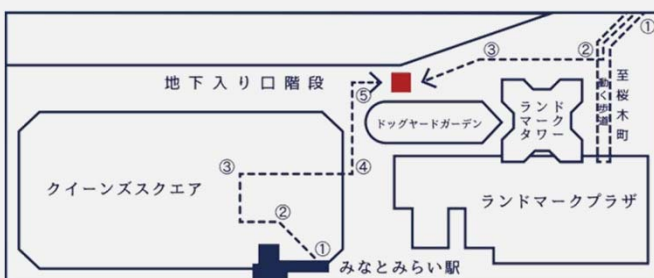 ①
②
③
至桜木町
動く歩道
地下入り口階段
⑤
ランド
マーク
タワー
ドッグヤードガーデン
③
④
クイーンズスクエア
ランドマークプラザ
②
①
みなとみらい駅